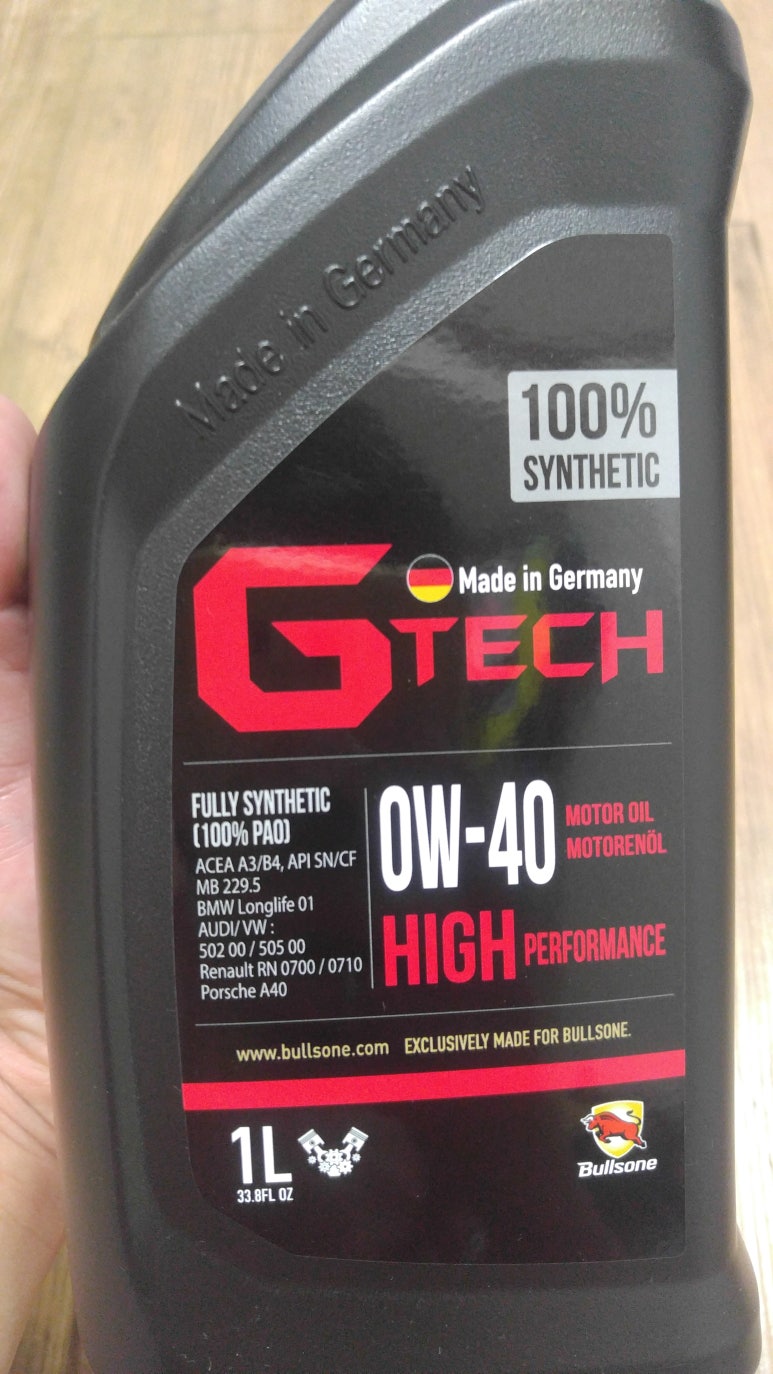 Made in Germany
100%
SYNTHETIC
Made in Germany
GTECH
FULLY SYNTHETIC
(100% PAO)
ACEA A3/B4, API SN/CF
MB 229.5
BMW Longlife 01
AUDI/ VW :
502 00 / 505 00
Renault RN 0700 / 0710
Porsche A40
0W-40
MOTOR OIL
MOTORENÖL
HIGH PERFORMANCE
www.bullsone.com EXCLUSIVELY MADE FOR BULLSONE.
1L
33.8FL OZ
Bullsone